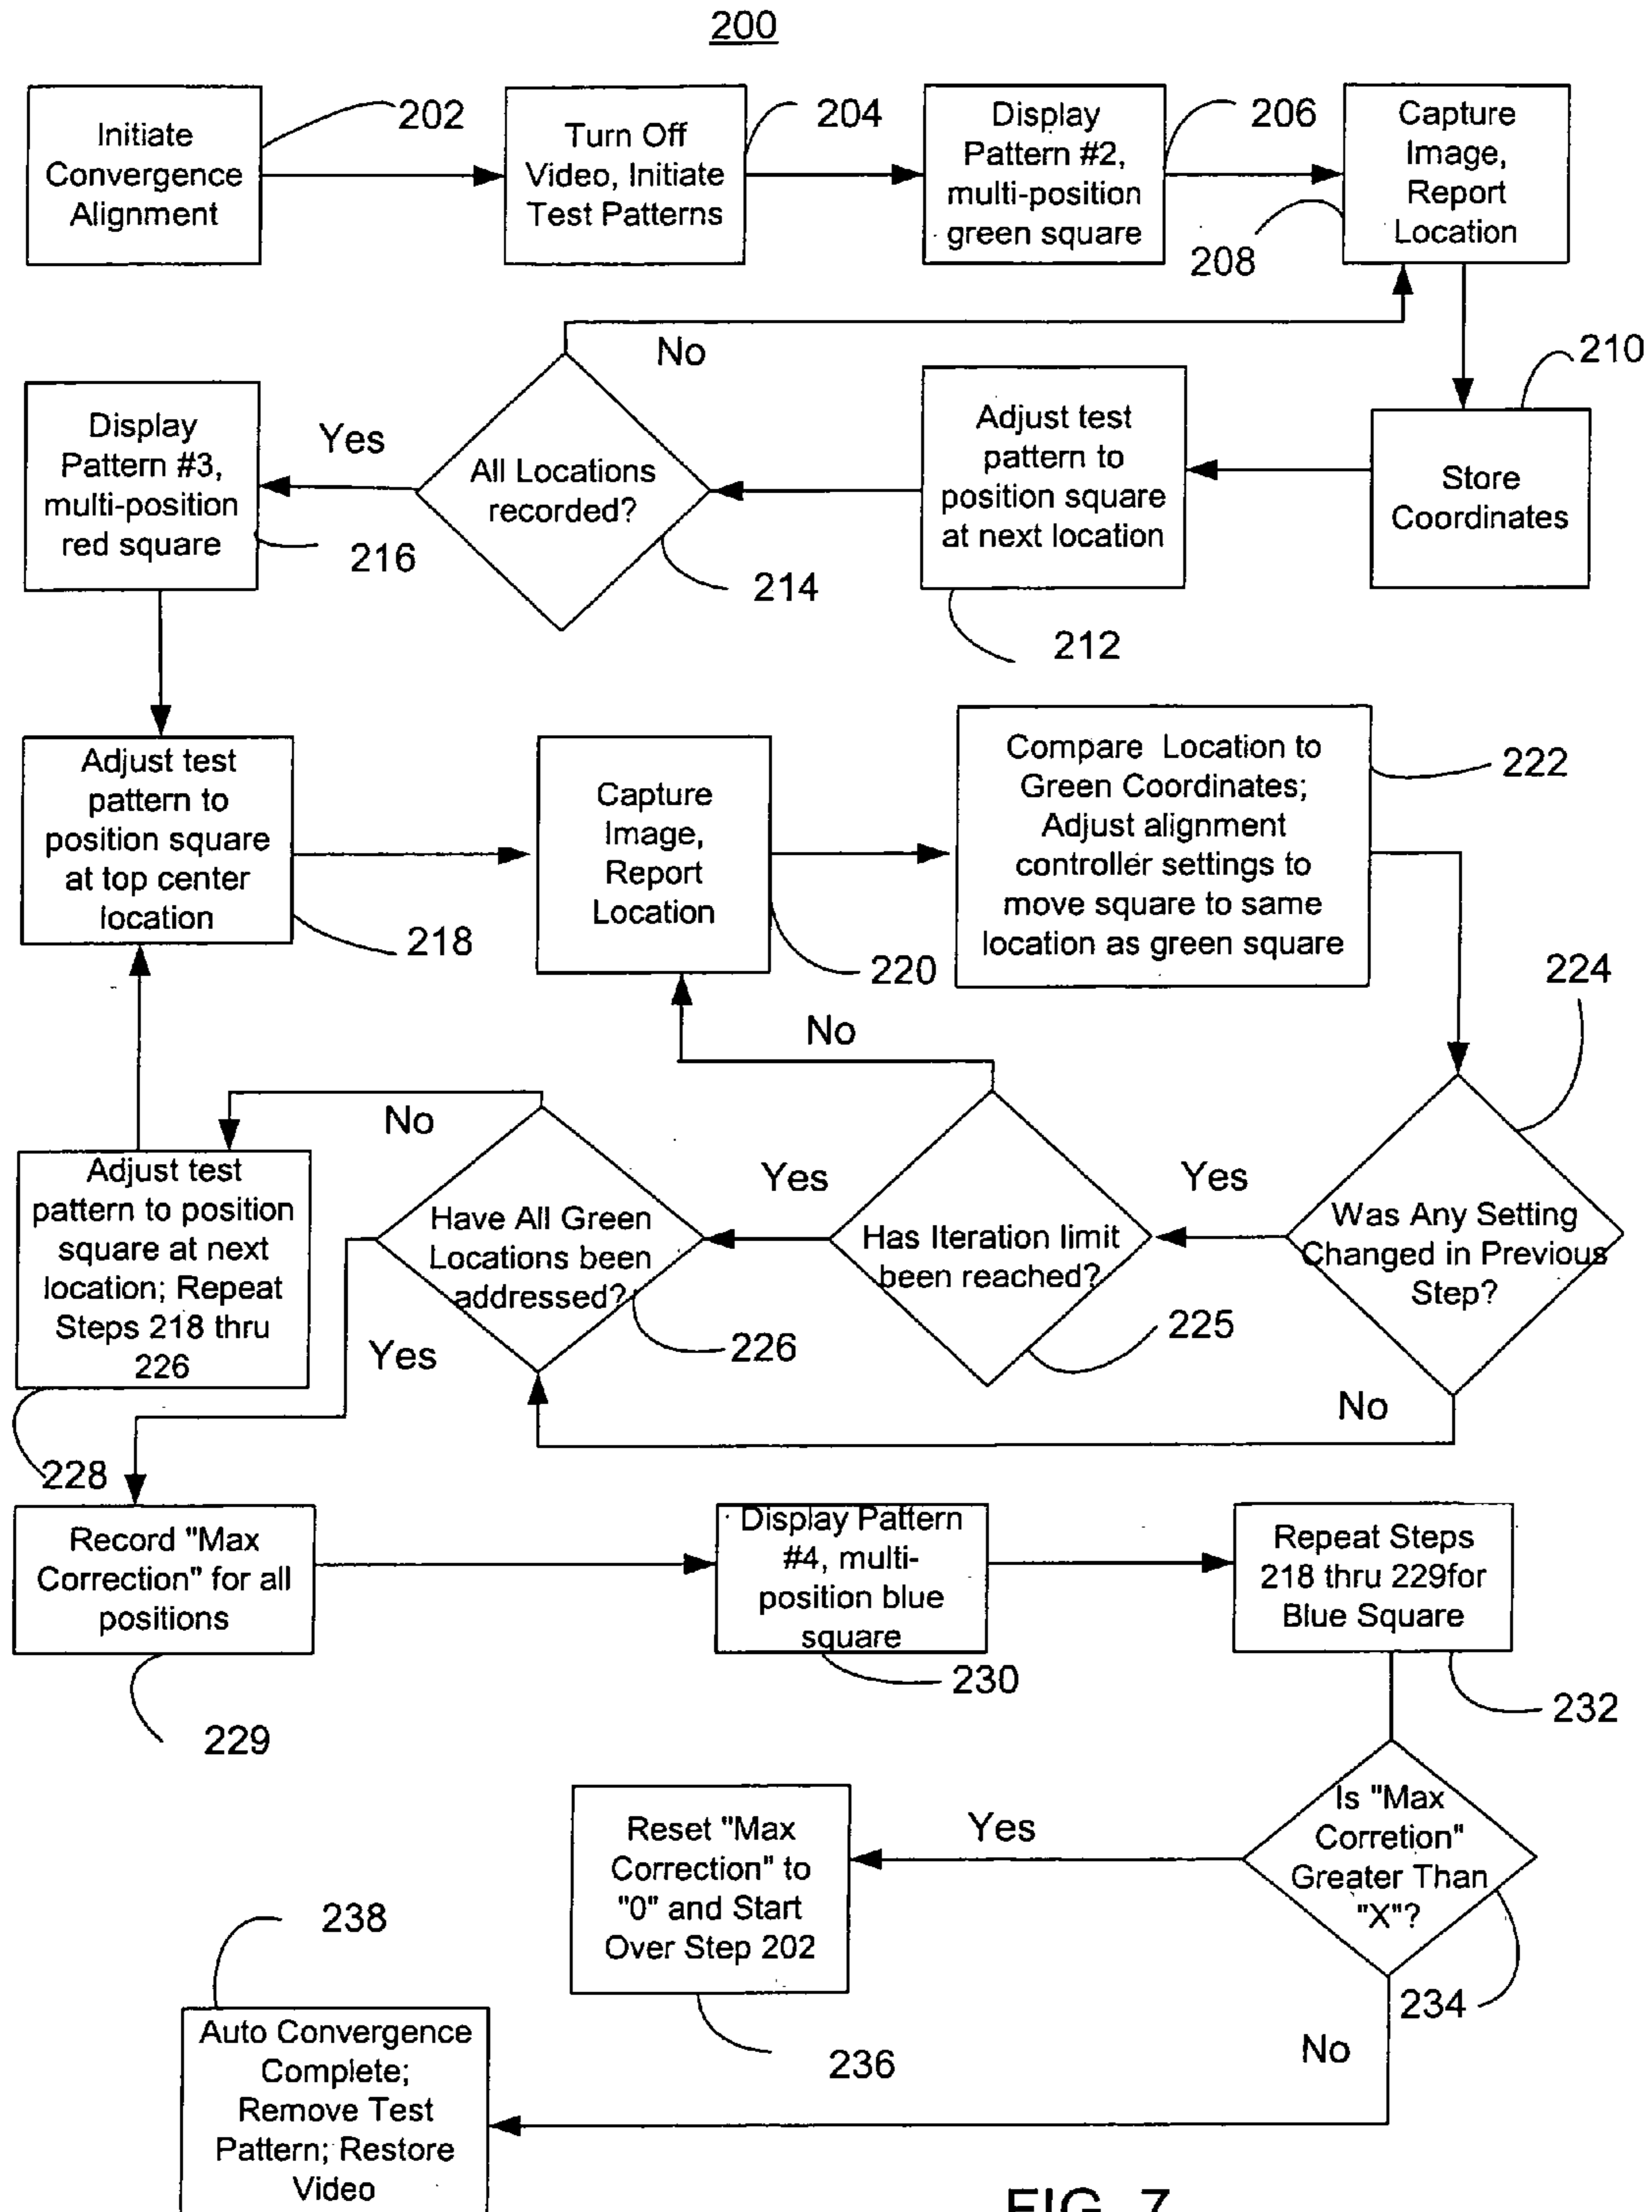 200
Initiate
Convergence
Alignment
202
Turn Off
Video, Initiate
Test Patterns
204
Display
Pattern #2,
multi-position
green square
206
Capture
Image,
Report
Location
208
No
210
Display
Pattern #3,
multi-position
red square
216
Yes
All Locations
recorded?
214
Adjust test
pattern to
position square
at next location
212
Store
Coordinates
Adjust test
pattern to
position square
at top center
location
218
Capture
Image,
Report
Location
220
Compare Location to
Green Coordinates;
Adjust alignment
controller settings to
move square to same
location as green square
222
224
No
No
Adjust test
pattern to position
square at next
location; Repeat
Steps 218 thru
226
228
Have All Green
Locations been
addressed?
226
Yes
Yes
Has Iteration limit
been reached?
225
Yes
Was Any Setting
Changed in Previous
Step?
No
Record "Max
Correction" for all
positions
229
Display Pattern
#4, multi-
position blue
square
230
Repeat Steps
218 thru 229for
Blue Square
232
Reset "Max
Correction" to
"0" and Start
Over Step 202
236
Yes
Is "Max
Corretion"
Greater Than
"X"?
234
No
238
Auto Convergence
Complete;
Remove Test
Pattern; Restore
Video
FIG. 7